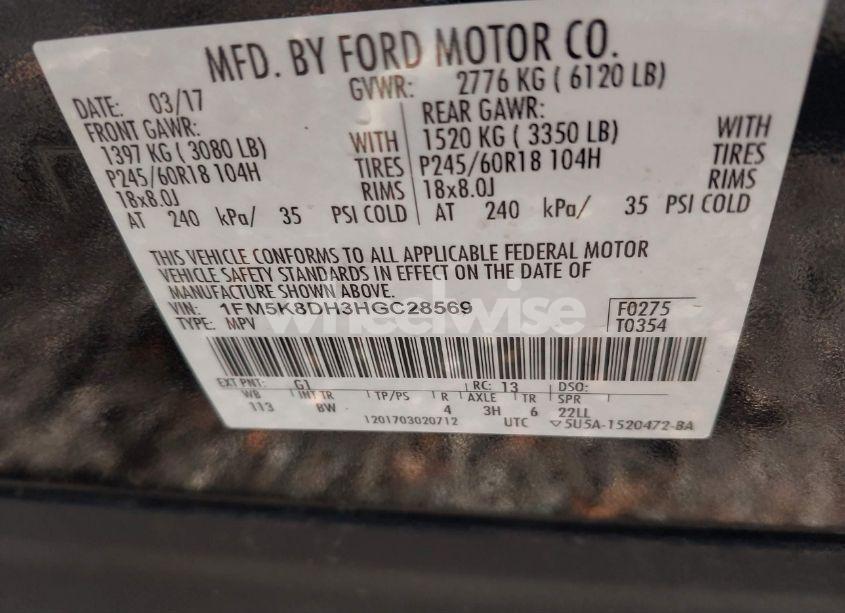 MFD. BY FORD MOTOR CO.
DATE: 03/17 GVWR: 2776 KG ( 6120 LB)
FRONT GAWR: REAR GAWR:
1397 KG ( 3080 LB) WITH 1520 KG ( 3350 LB) WITH
P245/60R18 104H TIRES P245/60R18 104H TIRES
18x8.0J RIMS 18x8.0J RIMS
AT 240 kPa/ 35 PSI COLD AT 240 kPa/ 35 PSI COLD
THIS VEHICLE CONFORMS TO ALL APPLICABLE FEDERAL MOTOR
VEHICLE SAFETY STANDARDS IN EFFECT ON THE DATE OF
MANUFACTURE SHOWN ABOVE.
VIN: 1FM5K8DH3HGC28569 F0275
TYPE: MPV T0354
wheelwise
EXT PNT: G1 RC: 13 DSO:
WB INT TR TP/PS R AXLE TR SPR
113 BW 4 3H 6 22LL
1201703020712 UTC ▽5U5A-1520472-BA